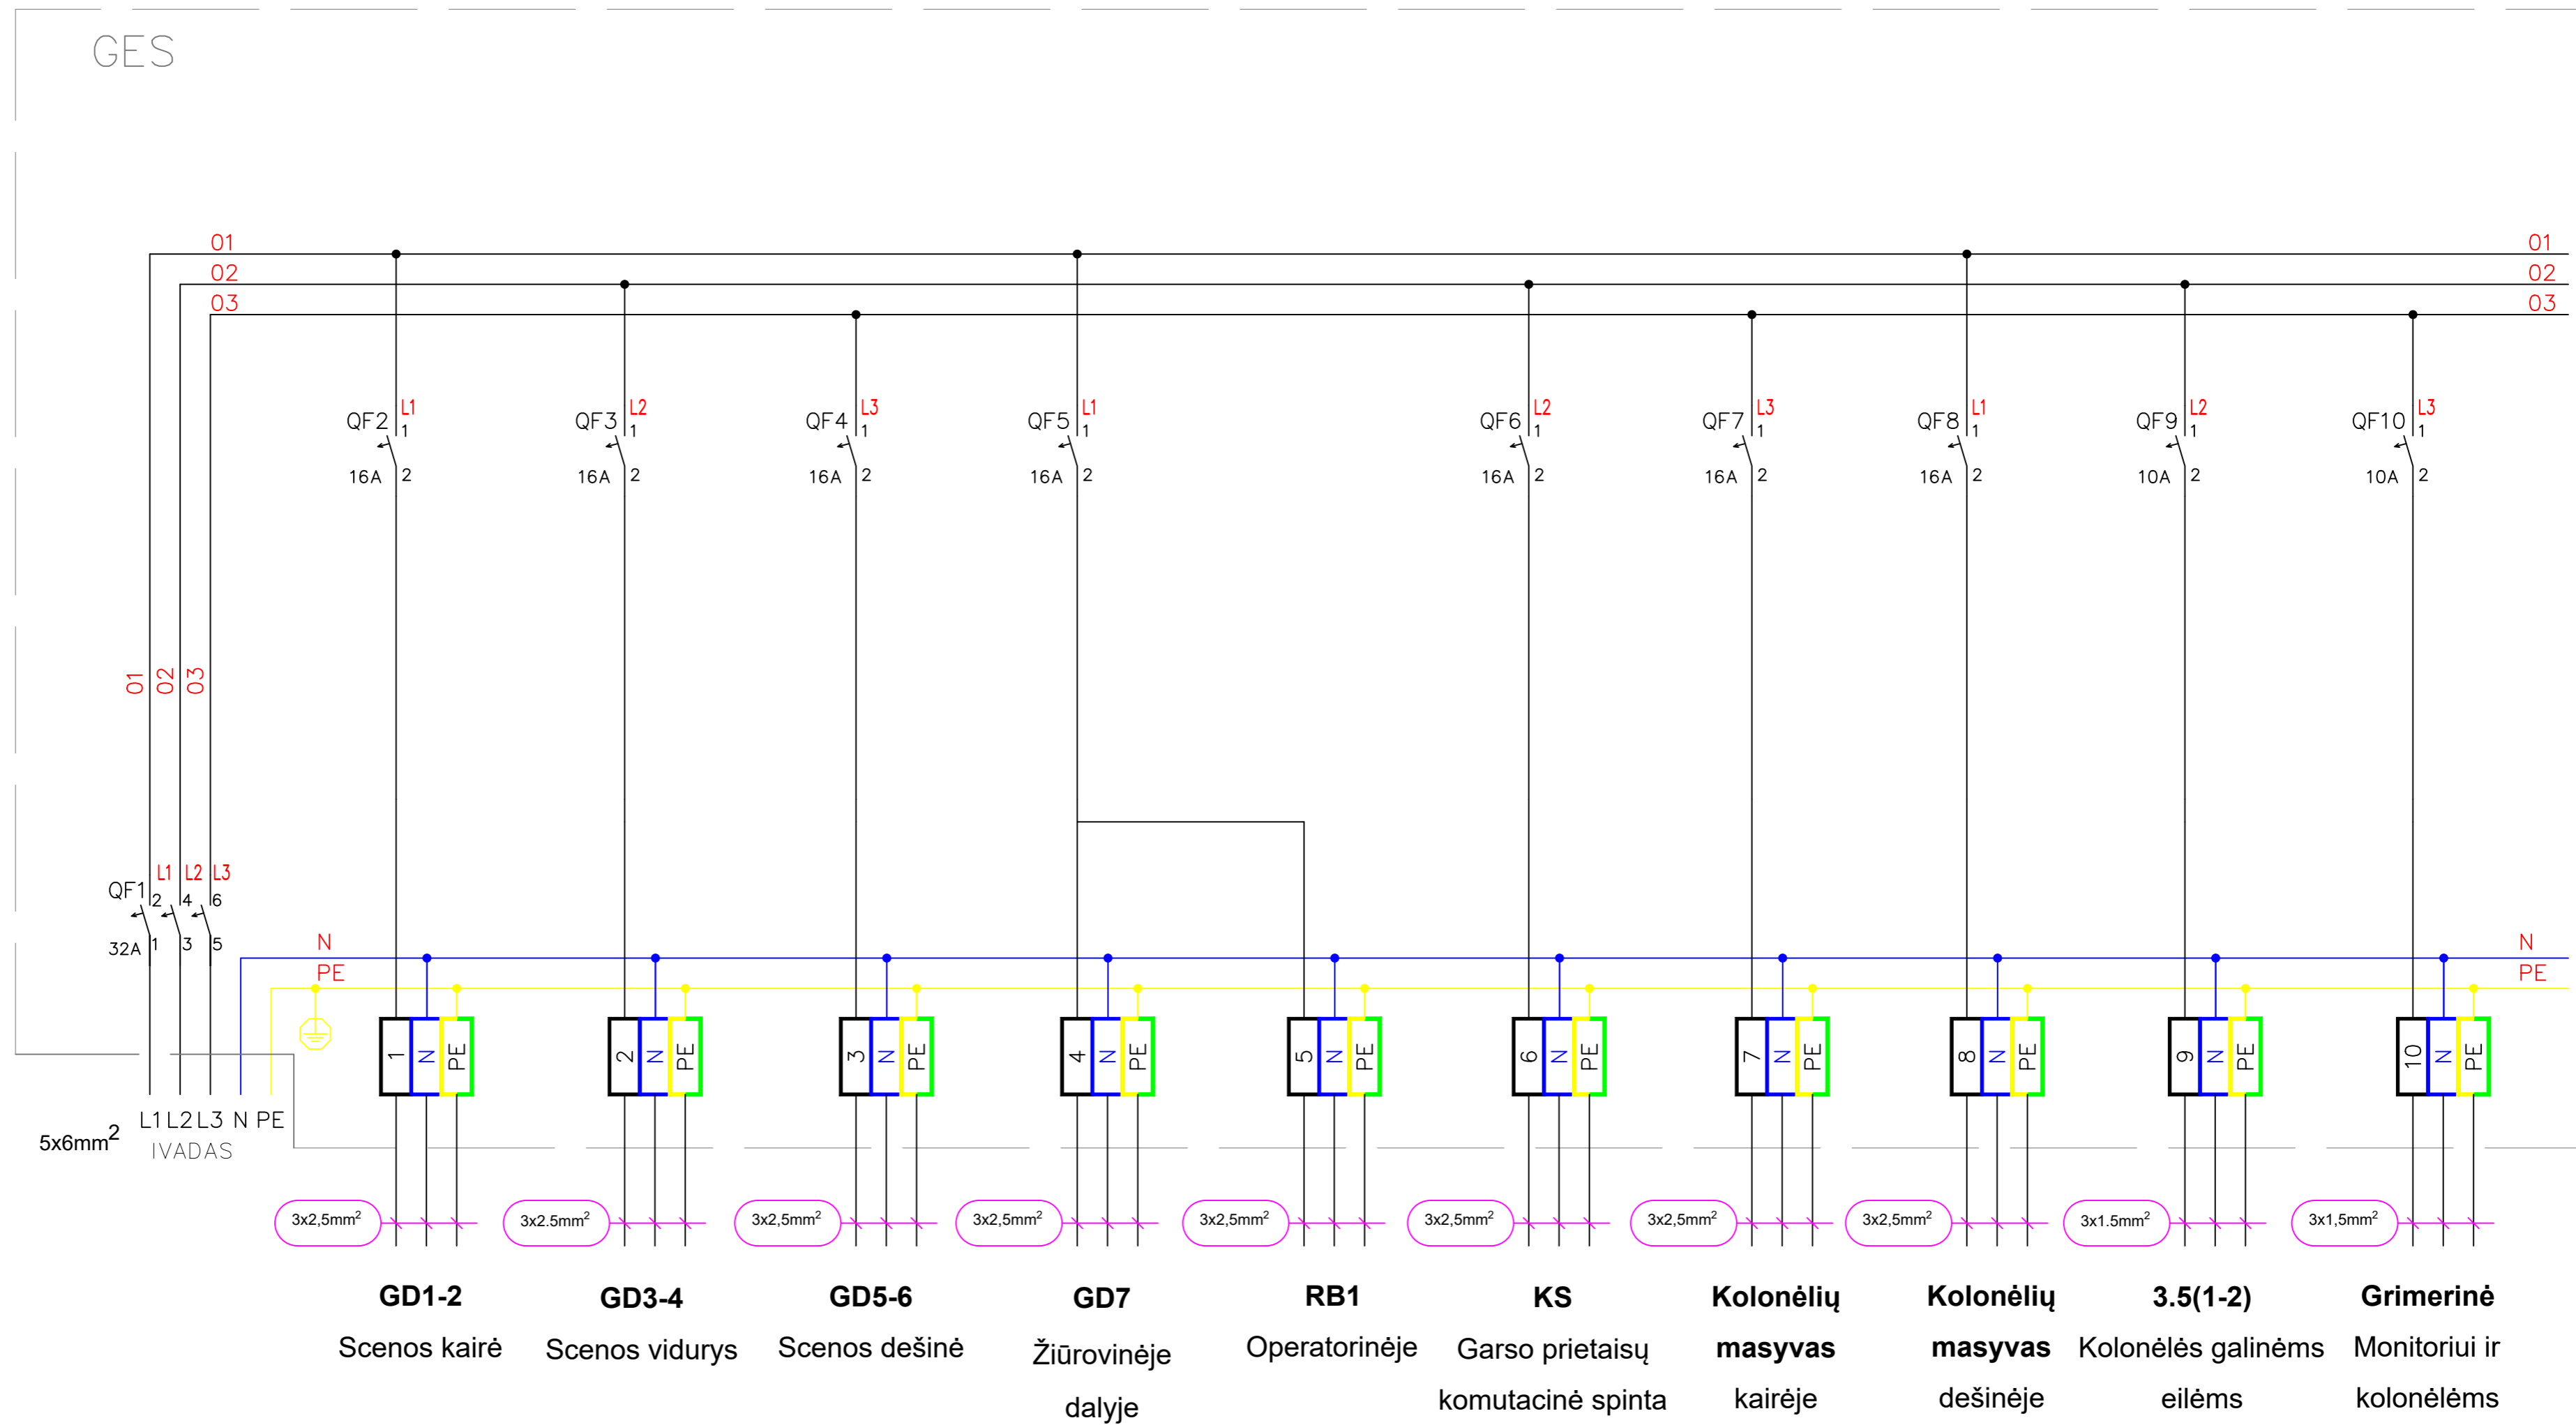 GES
01 01
02 02
03 03
QF2 L1 1 16A 2
QF3 L2 1 16A 2
QF4 L3 1 16A 2
QF5 L1 1 16A 2
QF6 L2 1 16A 2
QF7 L3 1 16A 2
QF8 L1 1 16A 2
QF9 L2 1 10A 2
QF10 L3 1 10A 2
01 02 03
L1 L2 L3
QF1 2 4 6
32A 1 3 5
N N
PE PE
1 N PE
2 N PE
3 N PE
4 N PE
5 N PE
6 N PE
7 N PE
8 N PE
9 N PE
10 N PE
L1 L2 L3 N PE
5x6mm²
IVADAS
3x2,5mm² 3x2.5mm² 3x2,5mm² 3x2,5mm² 3x2,5mm² 3x2,5mm² 3x2,5mm² 3x2,5mm² 3x1.5mm² 3x1,5mm²
GD1-2
Scenos kairė
GD3-4
Scenos vidurys
GD5-6
Scenos dešinė
GD7
Žiūrovinėje
dalyje
RB1
Operatorinėje
KS
Garso prietaisų
komutacinė spinta
Kolonėlių
masyvas
kairėje
Kolonėlių
masyvas
dešinėje
3.5(1-2)
Kolonėlės galinėms
eilėms
Grimerinė
Monitoriui ir
kolonėlėms